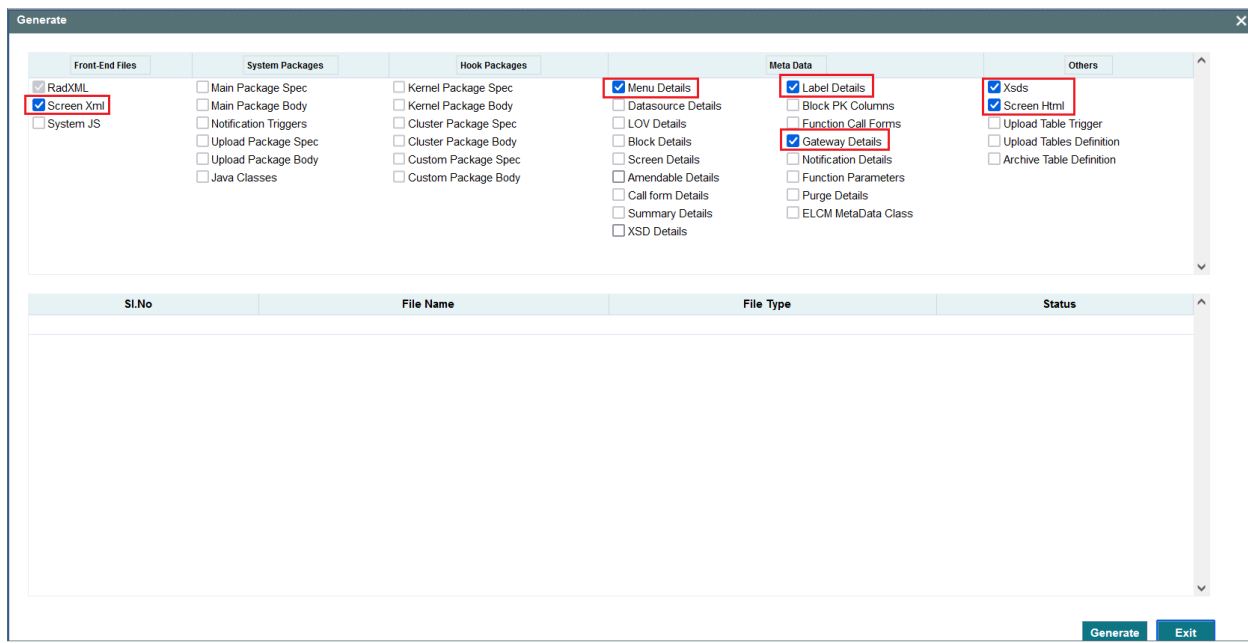 Generate
Front-End Files System Packages Hook Packages Meta Data Others
RadXML Main Package Spec Kernel Package Spec Menu Details Label Details Xsds
Screen Xml Main Package Body Kernel Package Body Datasource Details Block PK Columns Screen Html
System JS Notification Triggers Cluster Package Spec LOV Details Function Call Forms Upload Table Trigger
Upload Package Spec Cluster Package Body Block Details Gateway Details Upload Tables Definition
Upload Package Body Custom Package Spec Screen Details Notification Details Archive Table Definition
Java Classes Custom Package Body Amendable Details Function Parameters
Call form Details Purge Details
Summary Details ELCM MetaData Class
XSD Details
Sl.No File Name File Type Status
Generate Exit